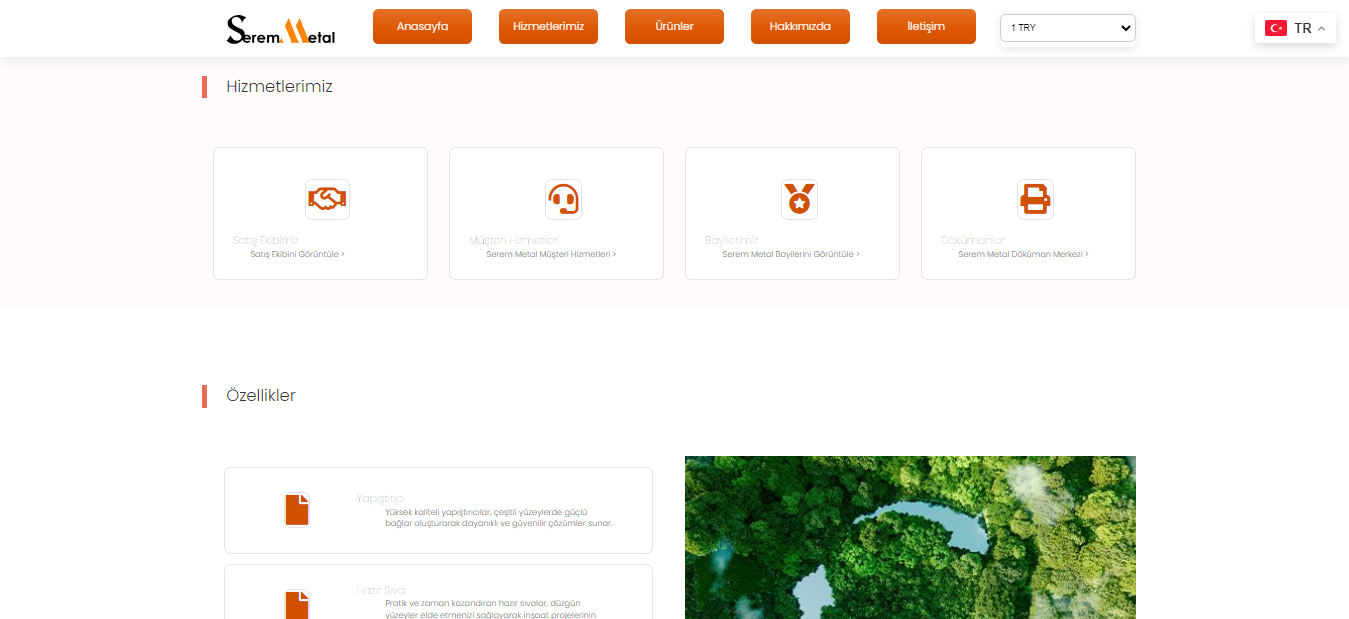 Serem Metal
Anasayfa
Hizmetlerimiz
Ürünler
Hakkımızda
İletişim
1 TRY
TR
Hizmetlerimiz
Satış Ekibimiz
Satış Ekibini Görüntüle >
Müşteri Hizmetleri
Serem Metal Müşteri Hizmetleri >
Bayilerimiz
Serem Metal Bayilerini Görüntüle >
Dökümanlar
Serem Metal Döküman Merkezi >
Özellikler
Yapıştırıcı
Yüksek kaliteli yapıştırıcılar, çeşitli yüzeylerde güçlü
bağlar oluşturarak dayanıklı ve güvenilir çözümler sunar.
Hazır Sıva
Pratik ve zaman kazandıran hazır sıvalar, düzgün
yüzeyler elde etmenizi sağlayarak inşaat projelerinin